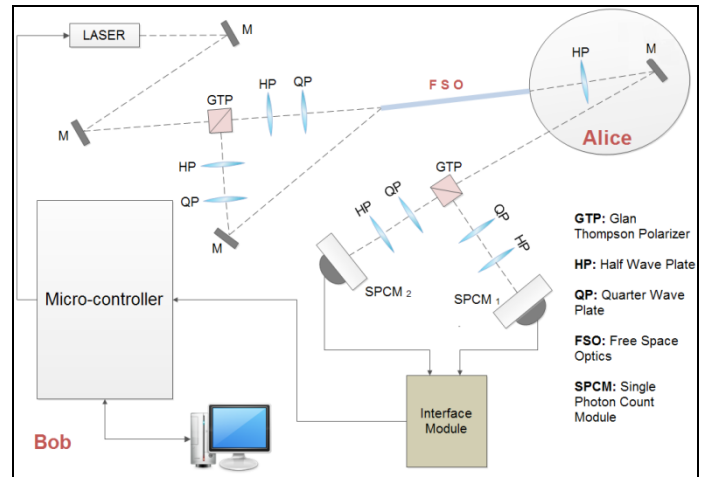 LASER
M
M
GTP
HP
QP
F S O
HP
M
Alice
HP
QP
M
GTP
HP
QP
QP
HP
SPCM 2
SPCM 1
Micro-controller
Interface
Module
Bob
GTP: Glan
Thompson Polarizer
HP: Half Wave Plate
QP: Quarter Wave
Plate
FSO: Free Space
Optics
SPCM: Single
Photon Count
Module